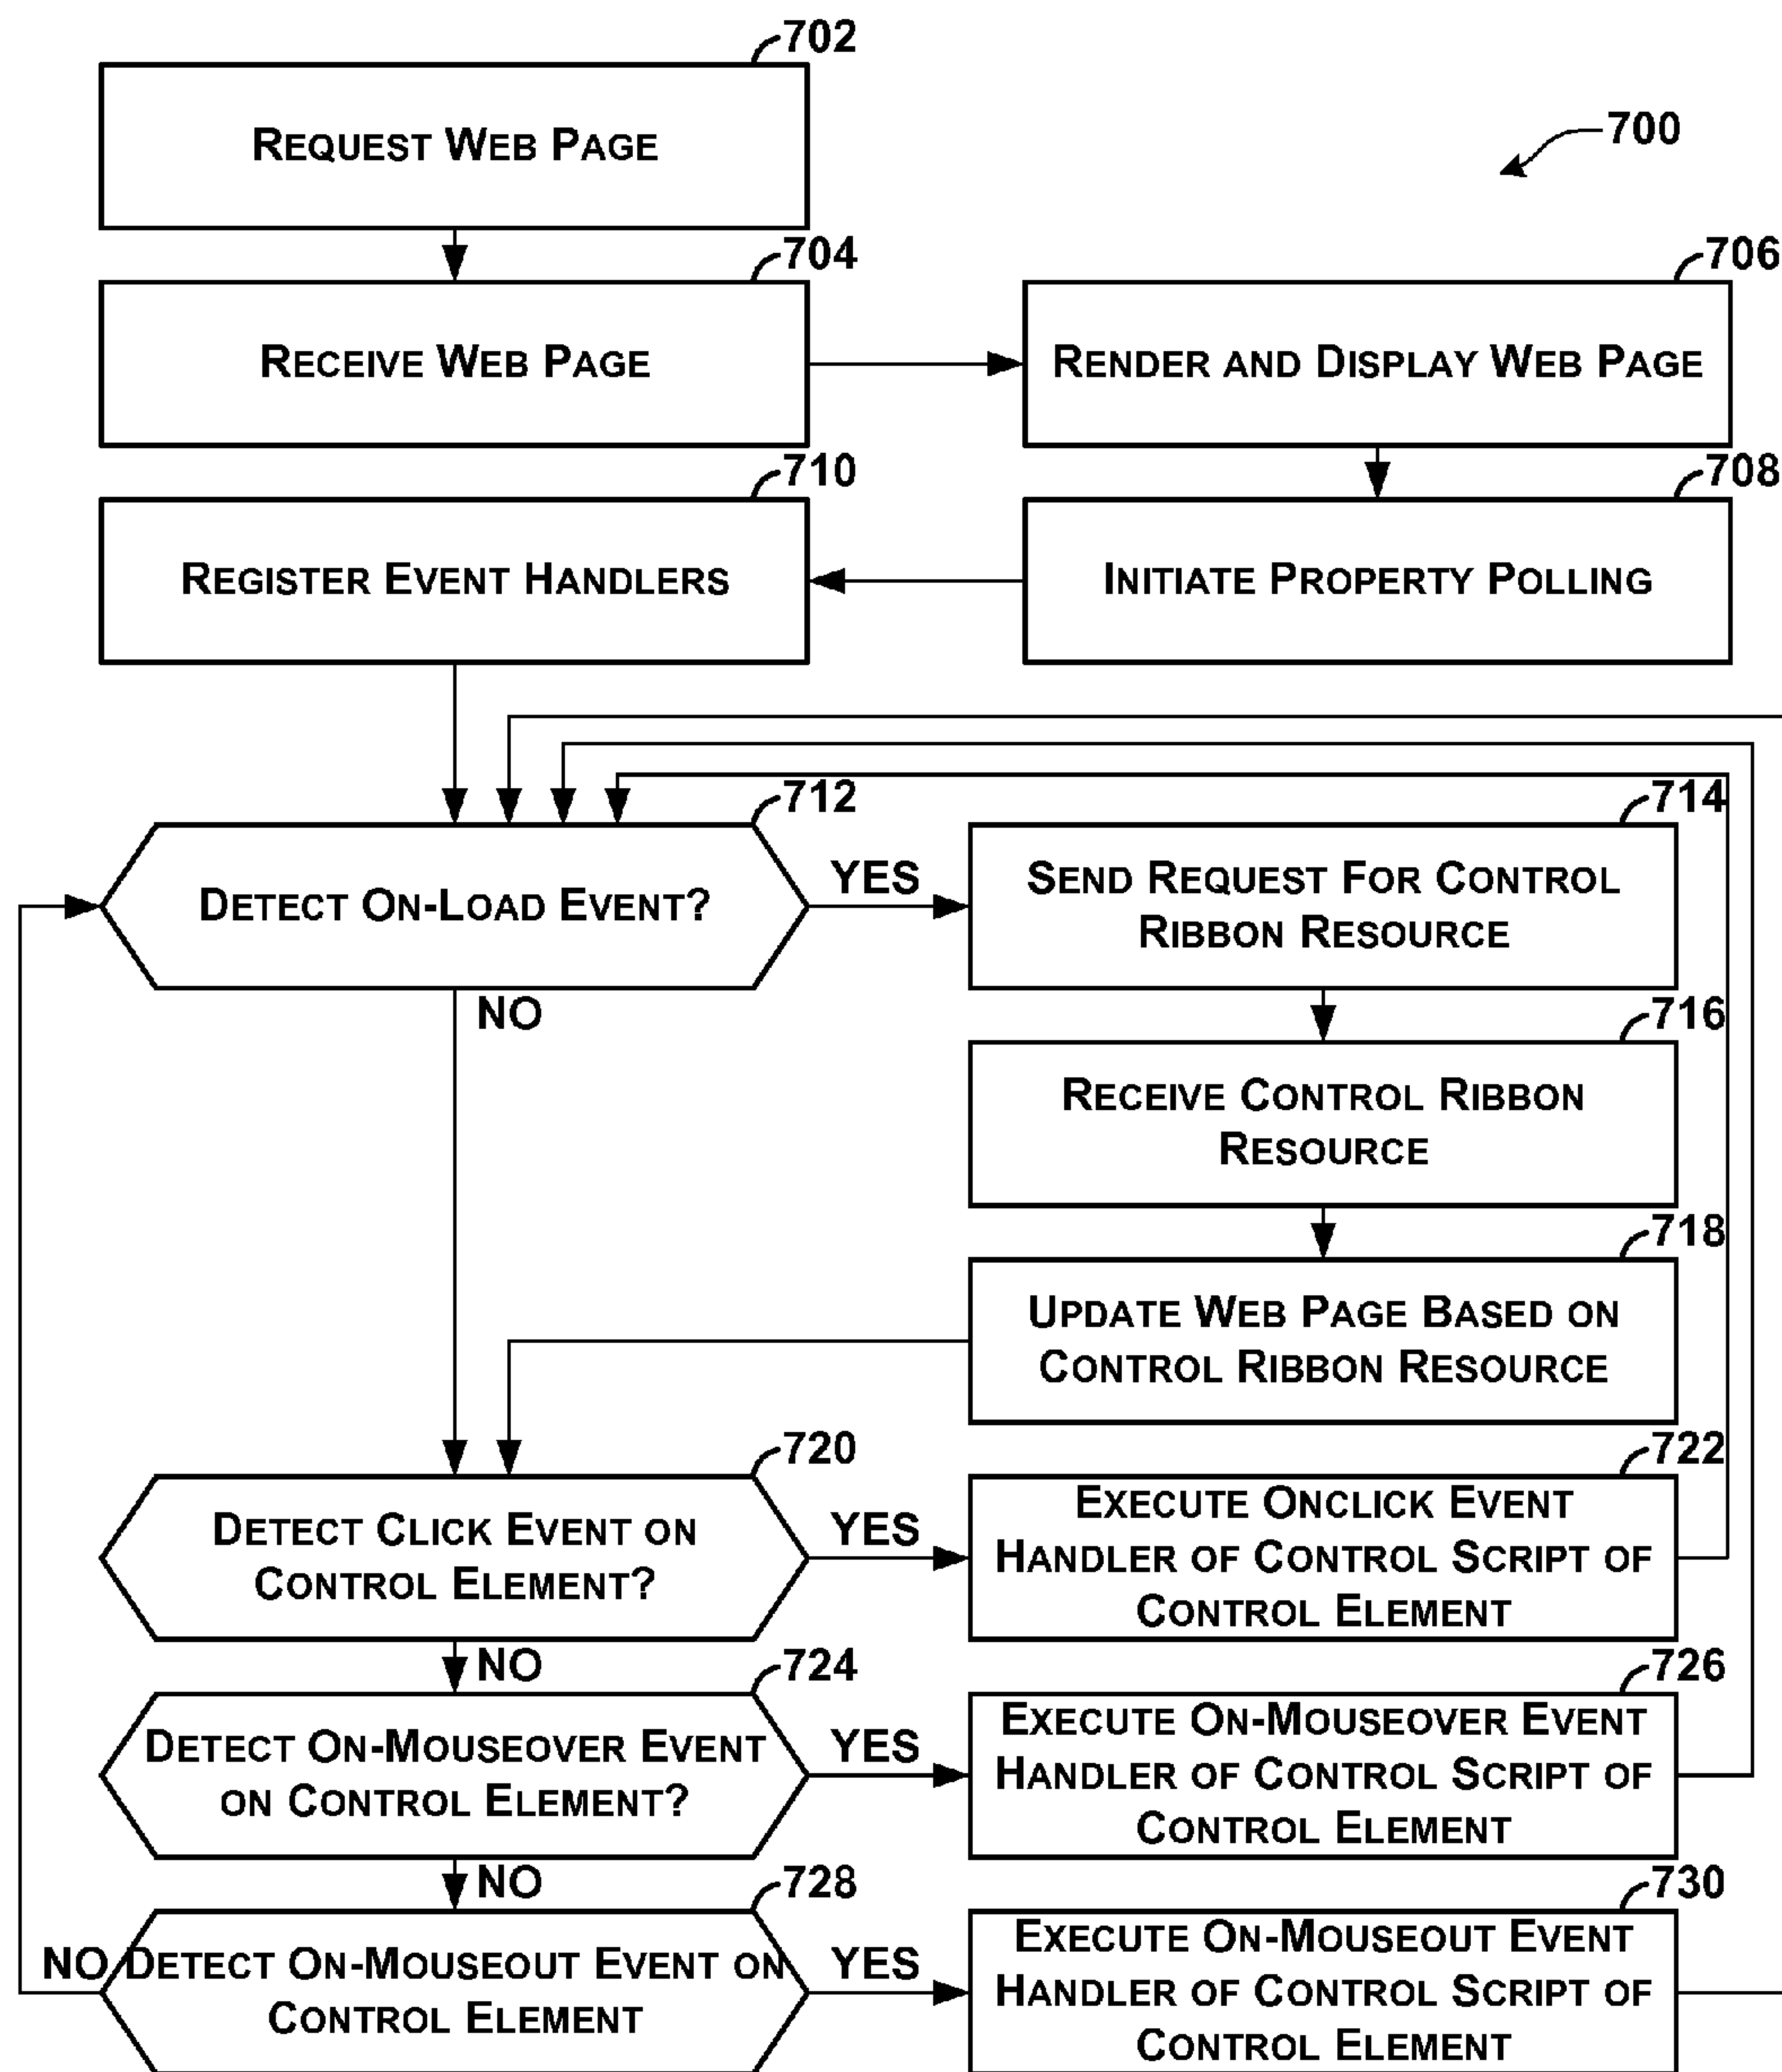 702
REQUEST WEB PAGE
700
704
RECEIVE WEB PAGE
706
RENDER AND DISPLAY WEB PAGE
710
REGISTER EVENT HANDLERS
708
INITIATE PROPERTY POLLING
712
DETECT ON-LOAD EVENT?
YES
NO
714
SEND REQUEST FOR CONTROL
RIBBON RESOURCE
716
RECEIVE CONTROL RIBBON
RESOURCE
718
UPDATE WEB PAGE BASED ON
CONTROL RIBBON RESOURCE
720
DETECT CLICK EVENT ON
CONTROL ELEMENT?
YES
NO
722
EXECUTE ONCLICK EVENT
HANDLER OF CONTROL SCRIPT OF
CONTROL ELEMENT
724
DETECT ON-MOUSEOVER EVENT
ON CONTROL ELEMENT?
YES
NO
726
EXECUTE ON-MOUSEOVER EVENT
HANDLER OF CONTROL SCRIPT OF
CONTROL ELEMENT
728
NO
DETECT ON-MOUSEOUT EVENT ON
CONTROL ELEMENT
YES
730
EXECUTE ON-MOUSEOUT EVENT
HANDLER OF CONTROL SCRIPT OF
CONTROL ELEMENT